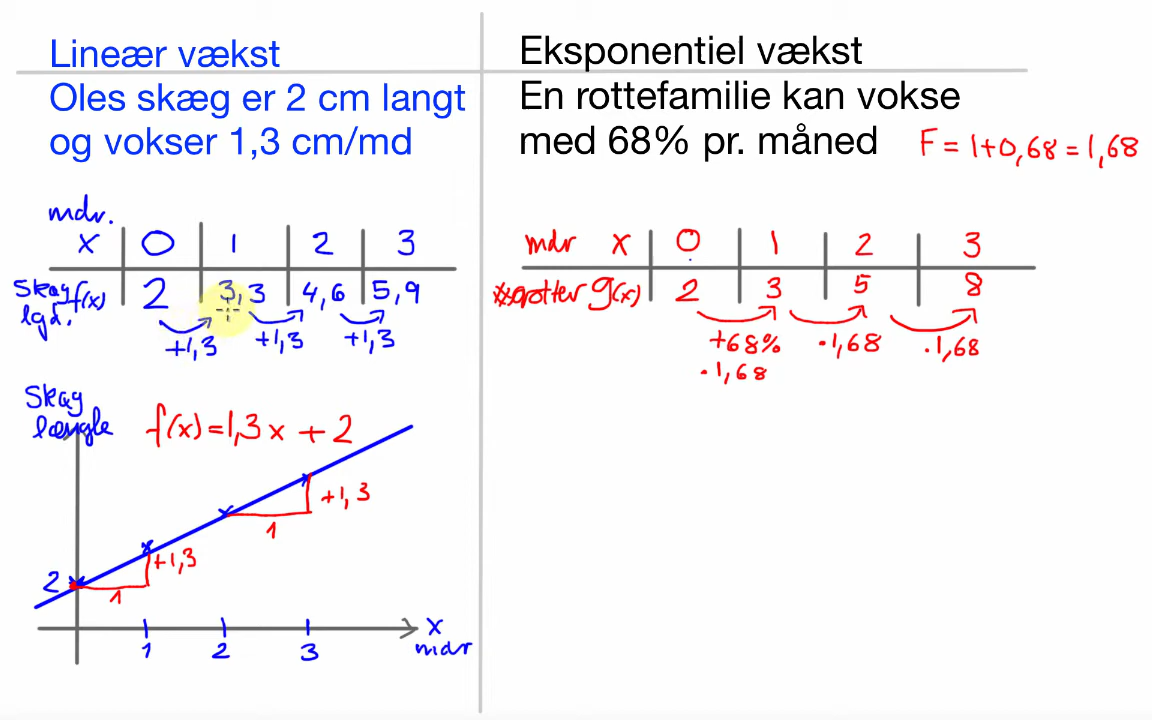 Lineær vækst
Oles skæg er 2 cm langt
og vokser 1,3 cm/md
mdr.
x 0 1 2 3
Skæg lgd. f(x) 2 3,3 4,6 5,9
+1,3 +1,3 +1,3
Skæg
længde
f(x)=1,3x + 2
+1,3
1
+1,3
1
2
x
1 2 3 mdr
Eksponentiel vækst
En rottefamilie kan vokse
med 68% pr. måned
F = 1+0,68 = 1,68
mdr x 0 1 2 3
rotter g(x) 2 3 5 8
+68% ·1,68 ·1,68
·1,68